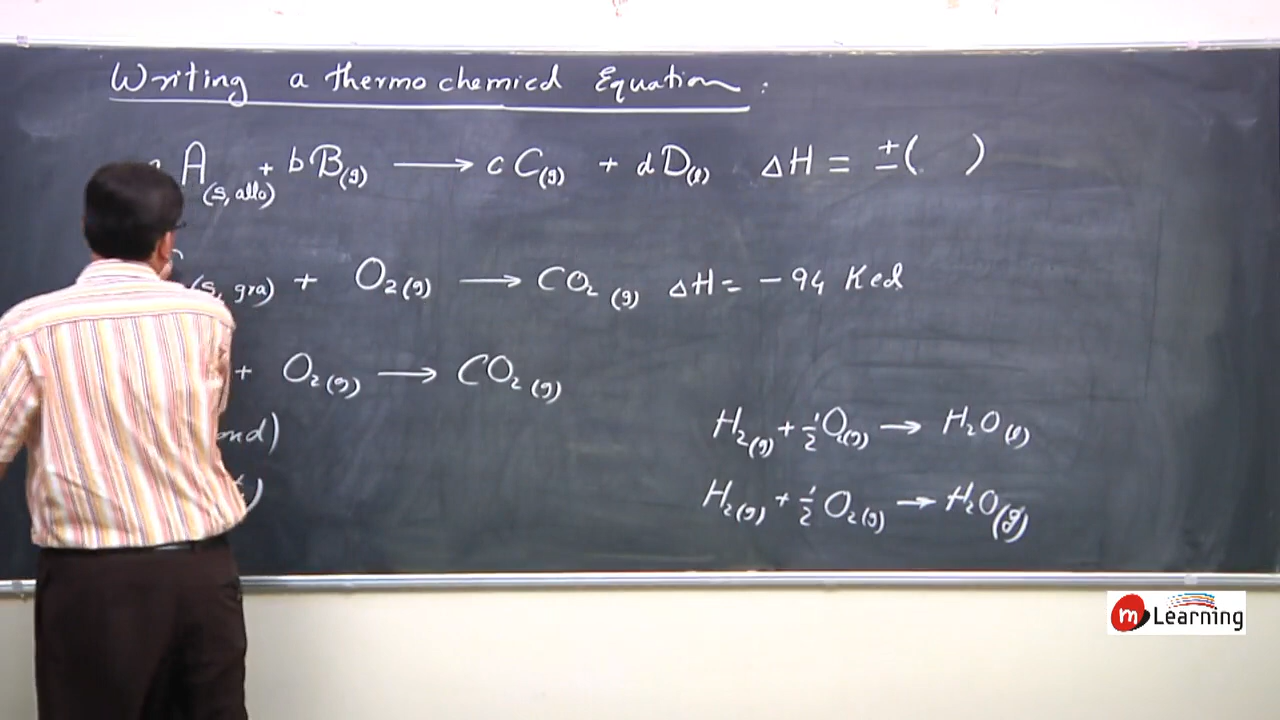 Writing a thermochemical Equation :
A(s, allo) + bB(g) ⟶ cC(g) + dD(l) ΔH = ±( )
(s, gra) + O₂(g) ⟶ CO₂(g) ΔH = − 94 Kcal
+ O₂(g) ⟶ CO₂(g)
ond)
)
H₂(g) + ½O₂(g) ⟶ H₂O(l)
H₂(g) + ½O₂(g) ⟶ H₂O(g)
m Learning